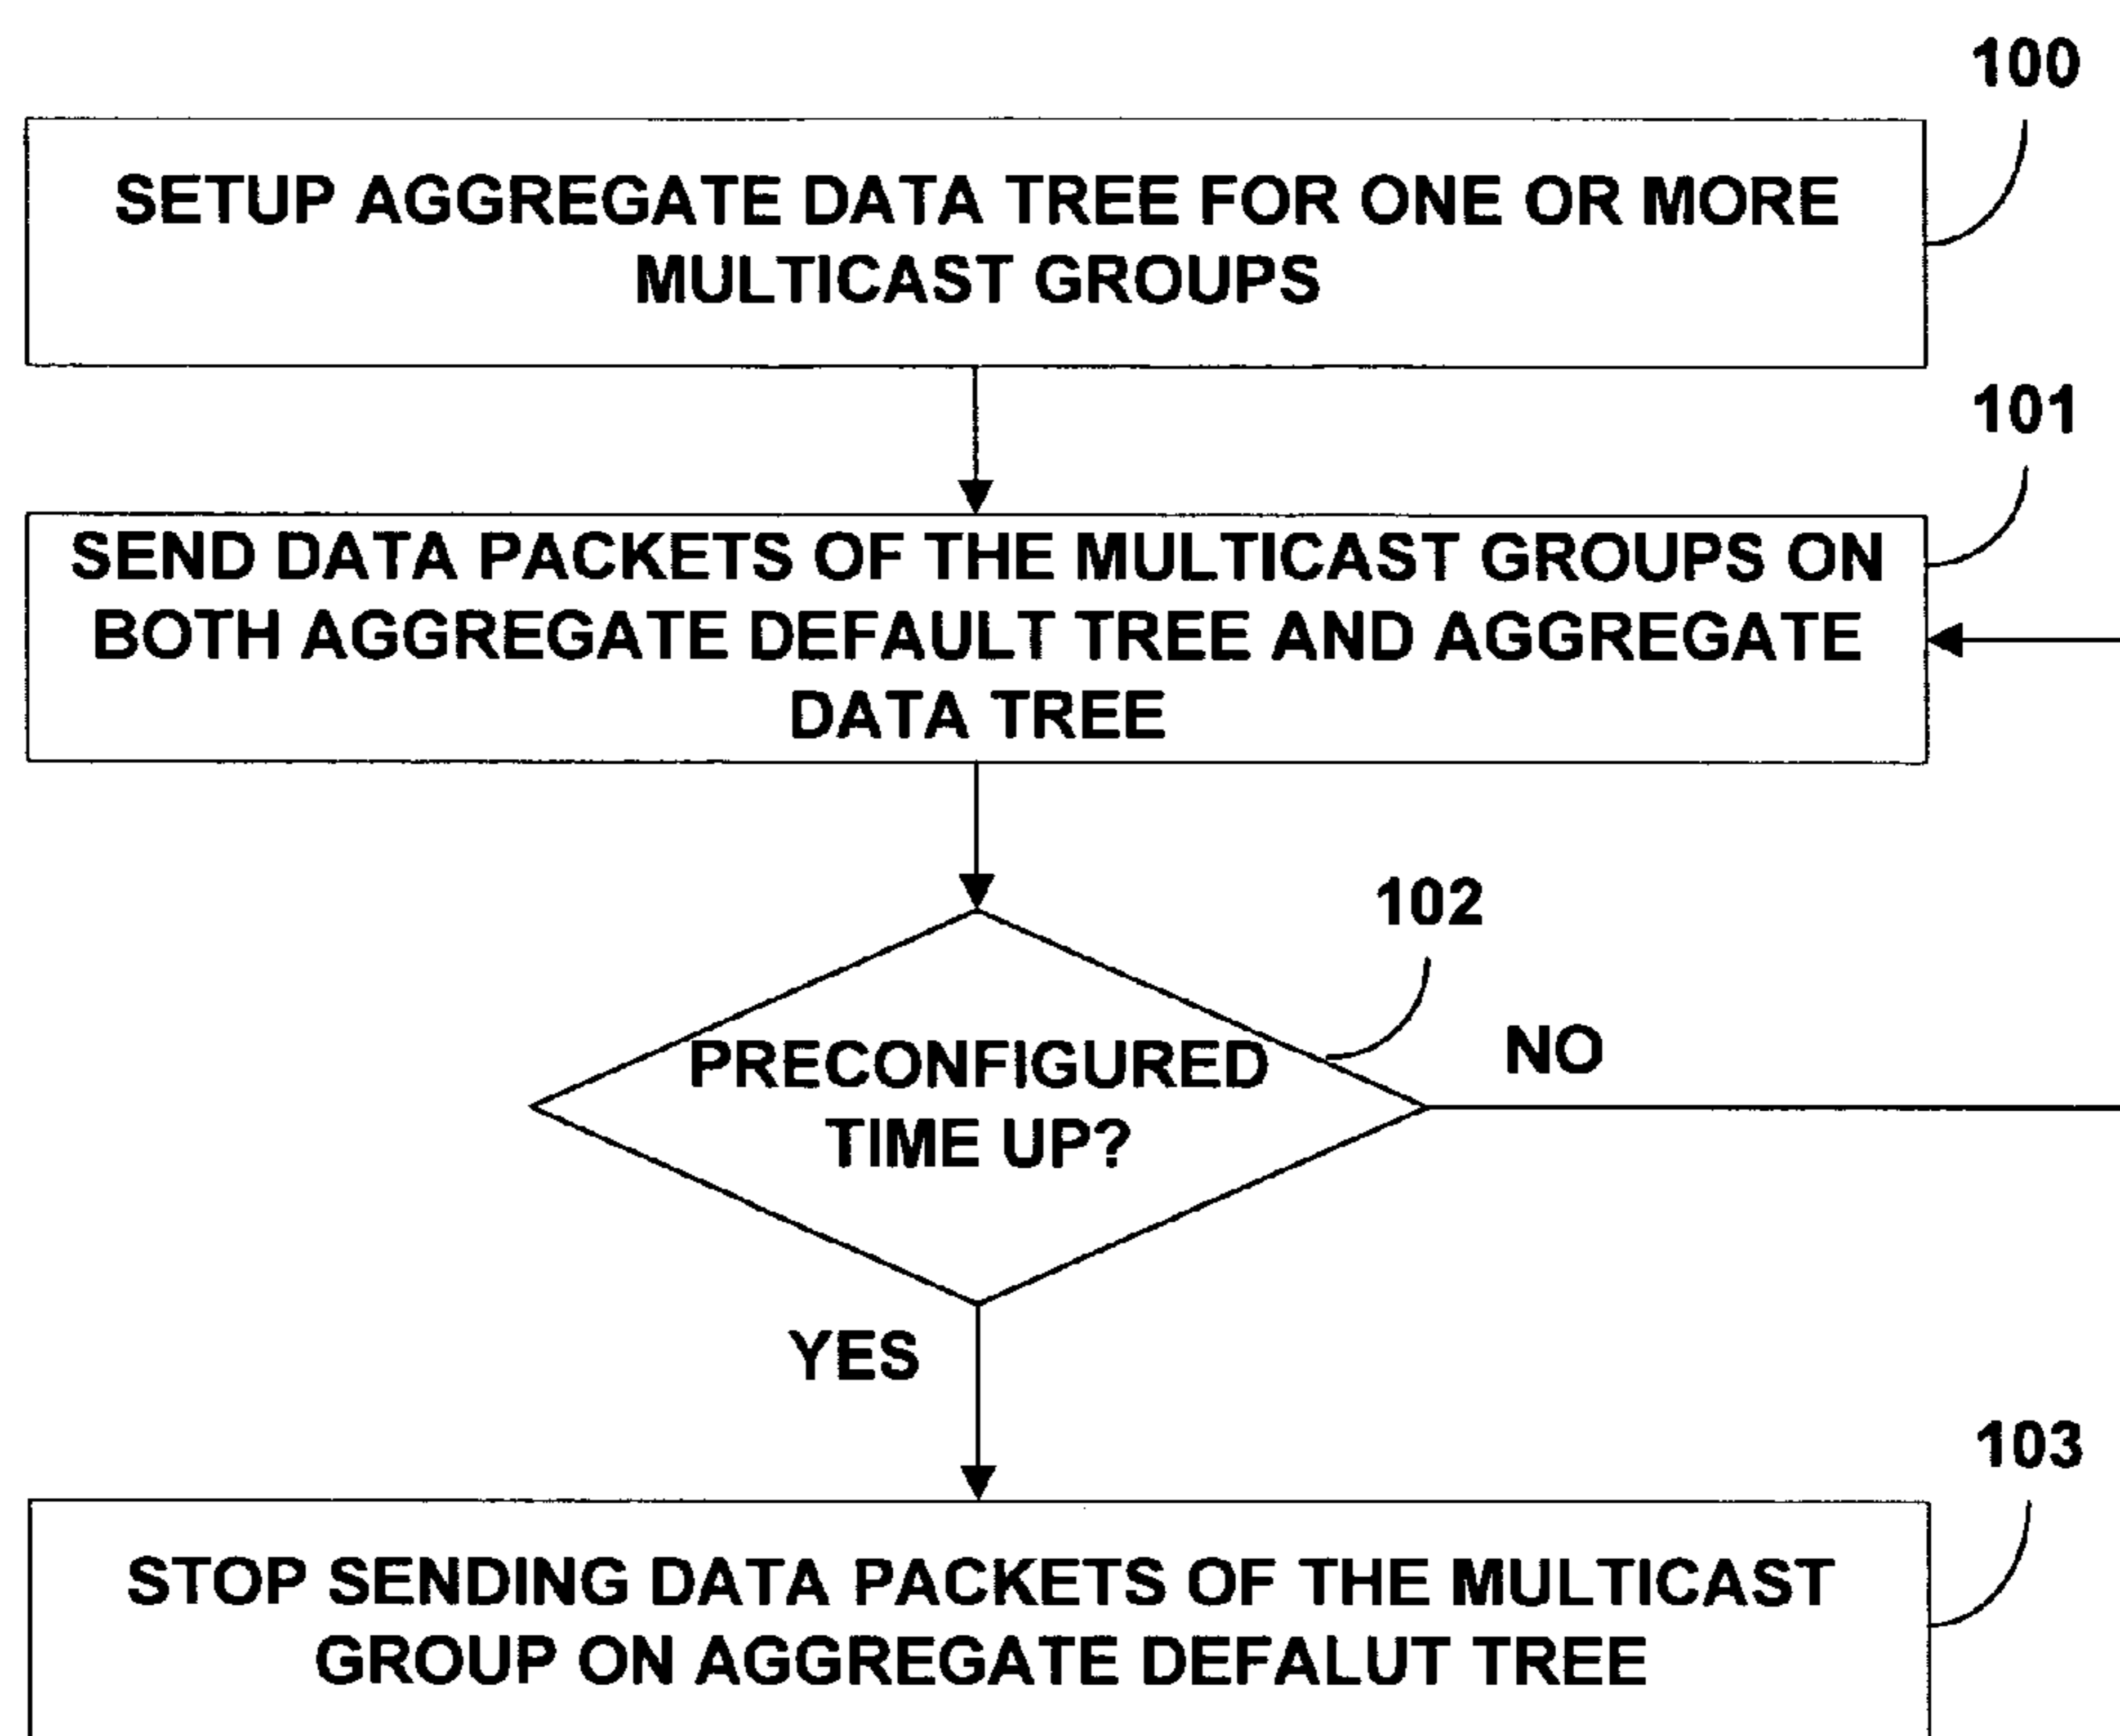 100
SETUP AGGREGATE DATA TREE FOR ONE OR MORE
MULTICAST GROUPS
101
SEND DATA PACKETS OF THE MULTICAST GROUPS ON
BOTH AGGREGATE DEFAULT TREE AND AGGREGATE
DATA TREE
102
PRECONFIGURED
TIME UP?
NO
YES
103
STOP SENDING DATA PACKETS OF THE MULTICAST
GROUP ON AGGREGATE DEFALUT TREE